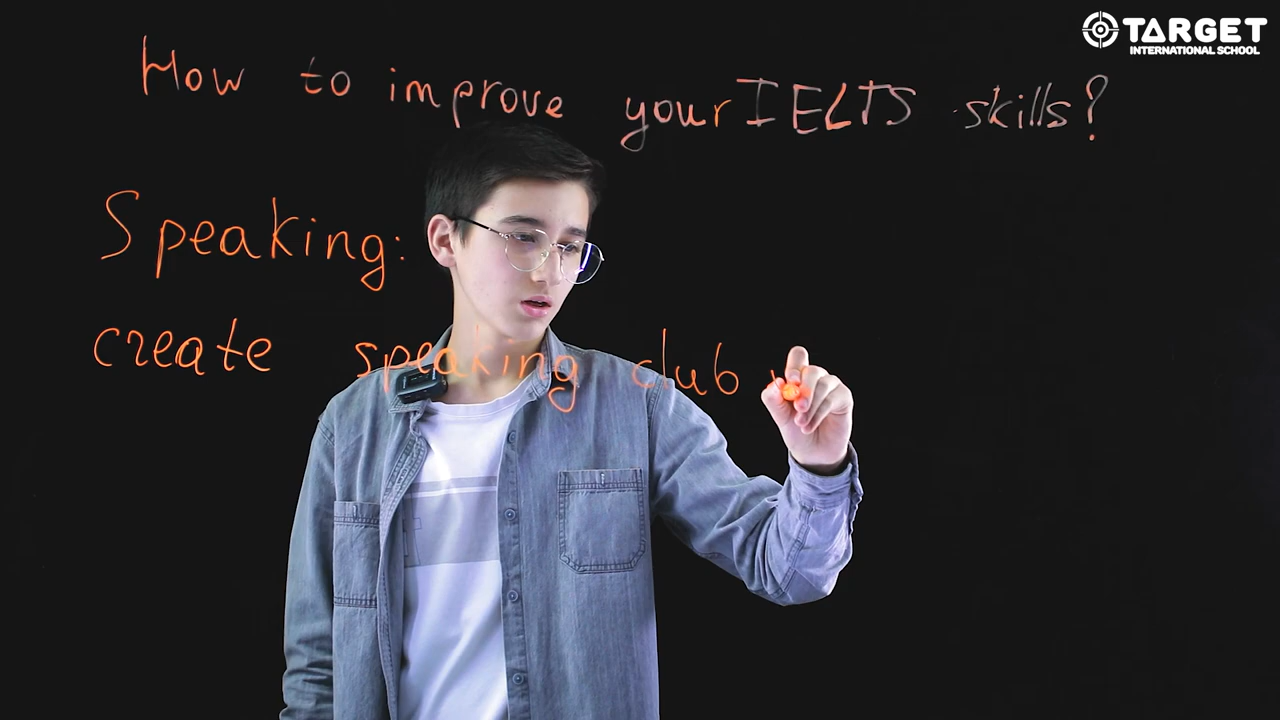 TARGET
INTERNATIONAL SCHOOL
How to improve your IELTS skills?
Speaking:
create speaking club